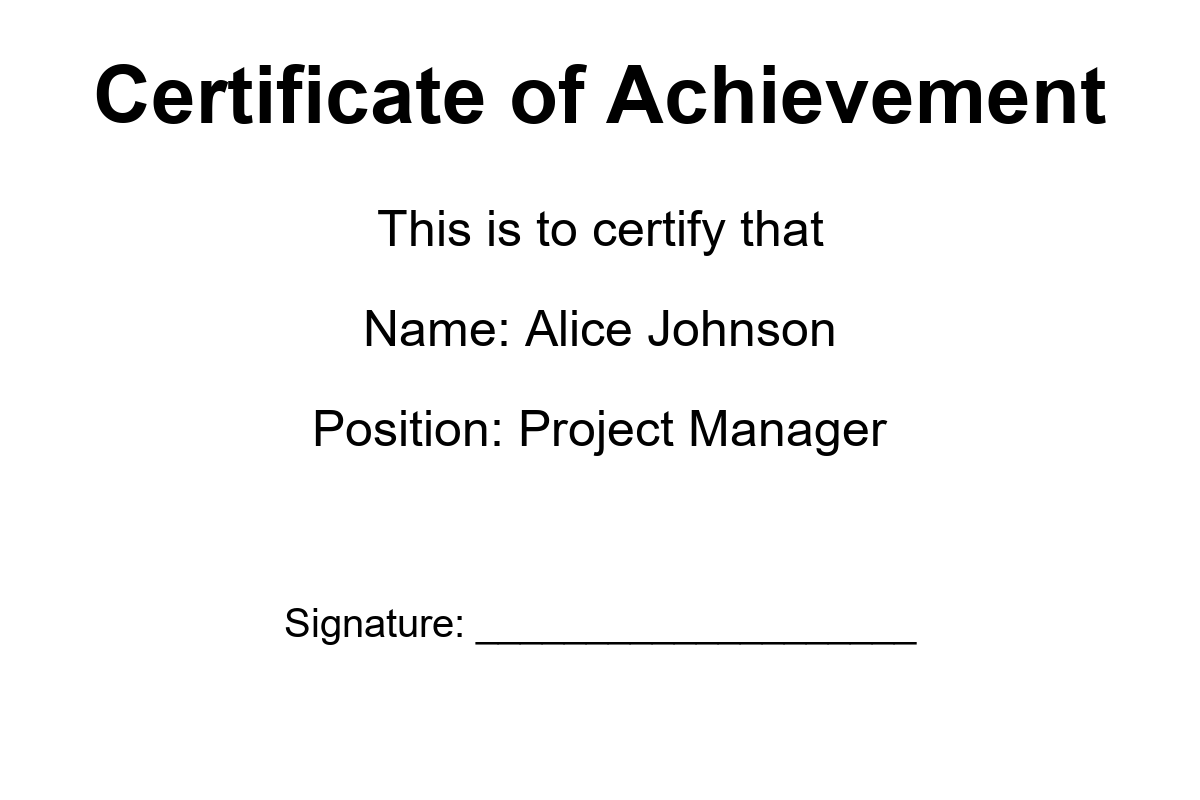 Certificate of Achievement
This is to certify that
Name: Alice Johnson
Position: Project Manager
Signature: ____________________